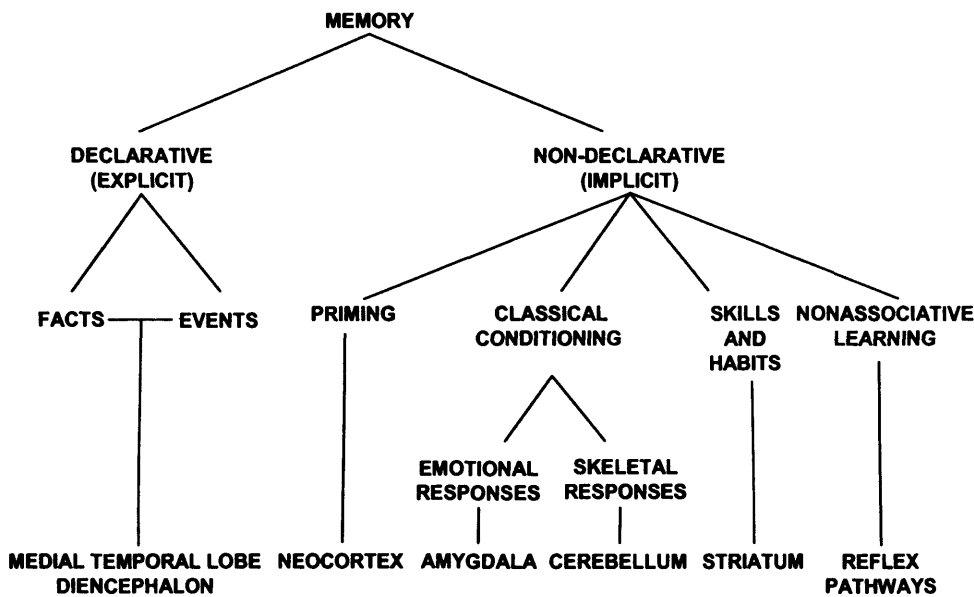 MEMORY
DECLARATIVE
(EXPLICIT)
NON-DECLARATIVE
(IMPLICIT)
FACTS
EVENTS
PRIMING
CLASSICAL
CONDITIONING
SKILLS
AND
HABITS
NONASSOCIATIVE
LEARNING
EMOTIONAL
RESPONSES
SKELETAL
RESPONSES
MEDIAL TEMPORAL LOBE
DIENCEPHALON
NEOCORTEX
AMYGDALA
CEREBELLUM
STRIATUM
REFLEX
PATHWAYS